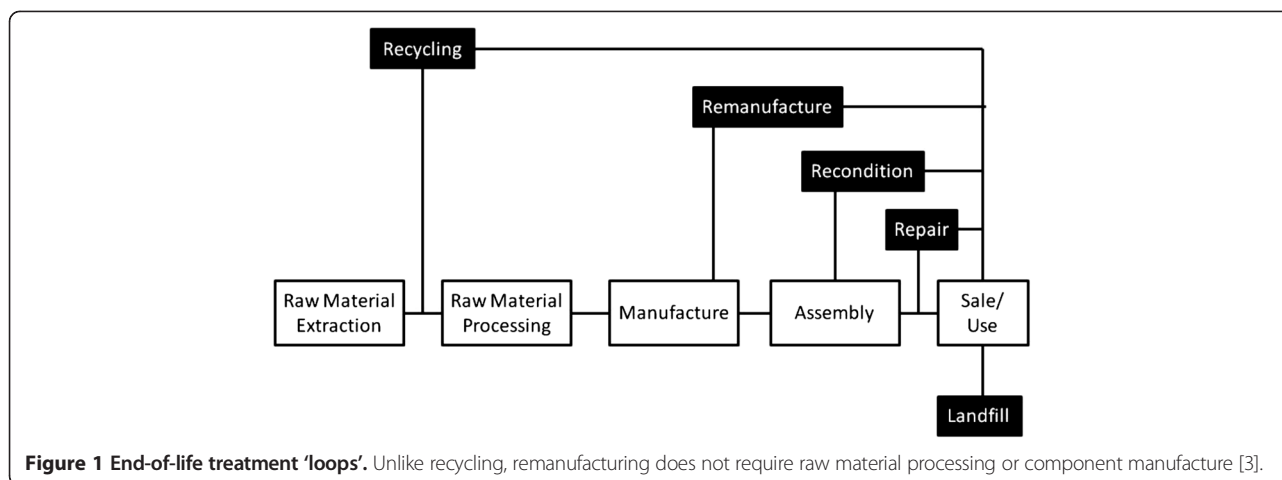 Recycling
Remanufacture
Recondition
Repair
Raw Material
Extraction
Raw Material
Processing
Manufacture
Assembly
Sale/
Use
Landfill
Figure 1 End-of-life treatment ‘loops’. Unlike recycling, remanufacturing does not require raw material processing or component manufacture [3].